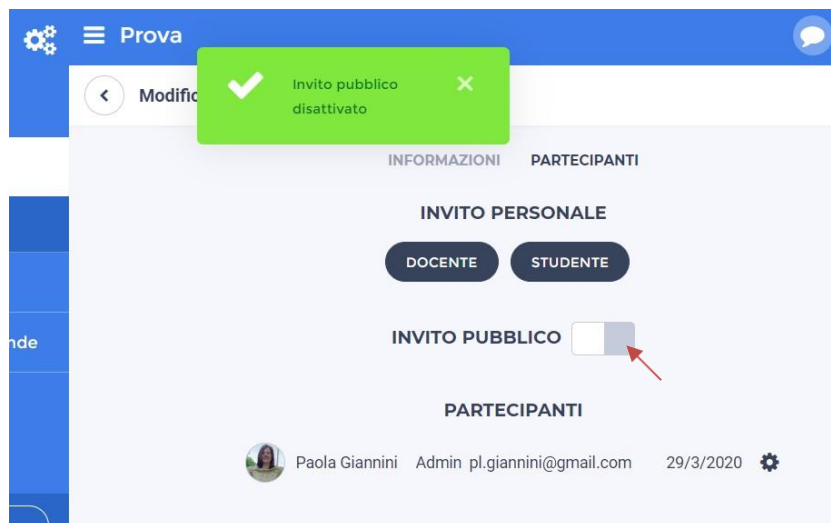 Prova
Invito pubblico
disattivato
Modific
INFORMAZIONI PARTECIPANTI
INVITO PERSONALE
DOCENTE STUDENTE
INVITO PUBBLICO
nde
PARTECIPANTI
Paola Giannini Admin pl.giannini@gmail.com 29/3/2020